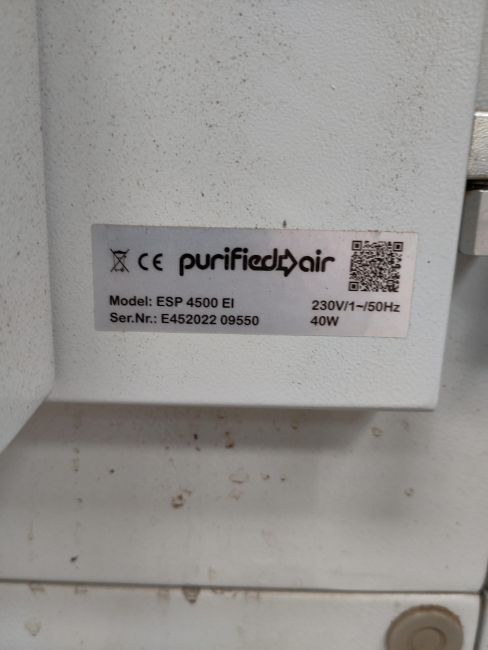 CE purified air
Model: ESP 4500 EI 230V/1~/50Hz
Ser.Nr.: E452022 09550 40W